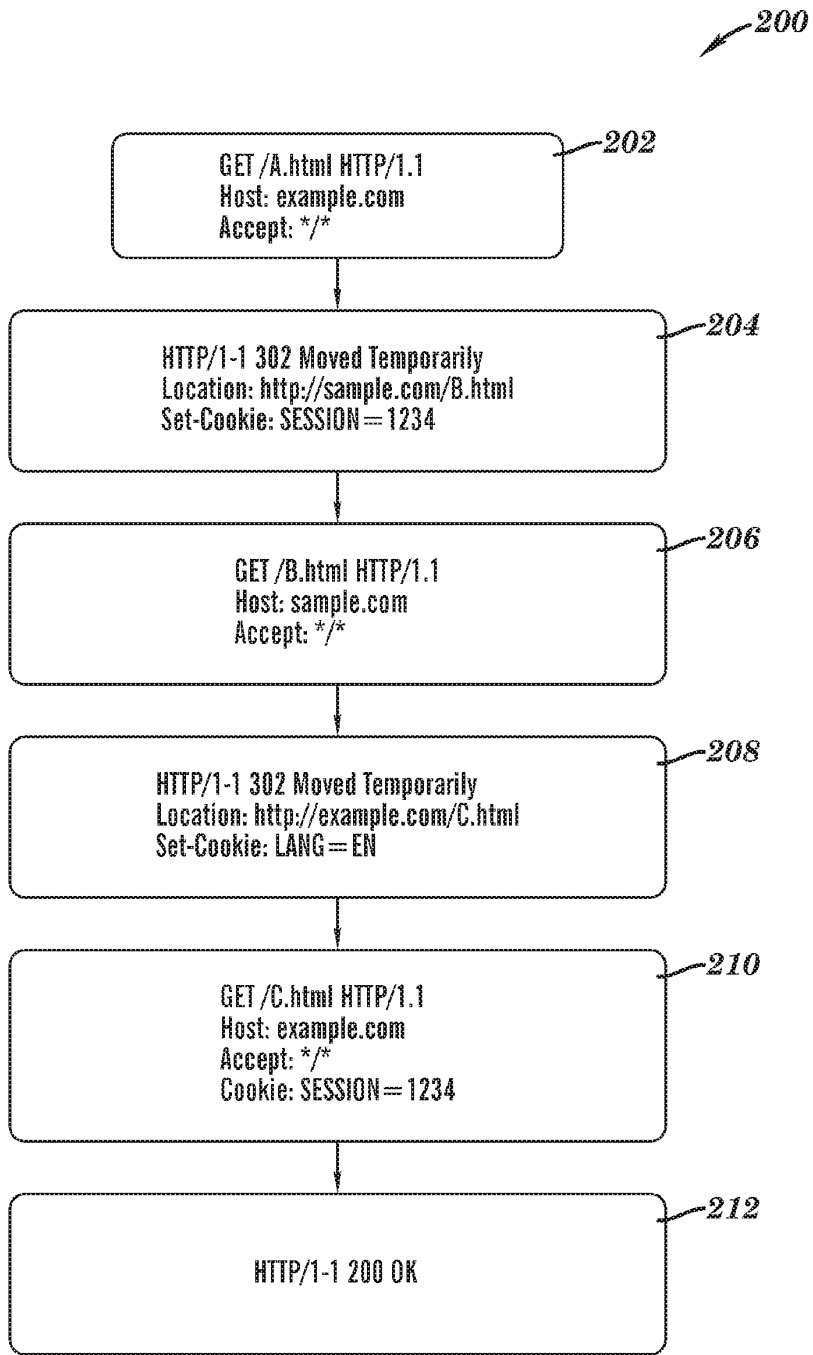 200
202
GET /A.html HTTP/1.1
Host: example.com
Accept: */*
204
HTTP/1-1 302 Moved Temporarily
Location: http://sample.com/B.html
Set-Cookie: SESSION=1234
206
GET /B.html HTTP/1.1
Host: sample.com
Accept: */*
208
HTTP/1-1 302 Moved Temporarily
Location: http://example.com/C.html
Set-Cookie: LANG=EN
210
GET /C.html HTTP/1.1
Host: example.com
Accept: */*
Cookie: SESSION=1234
212
HTTP/1-1 200 OK